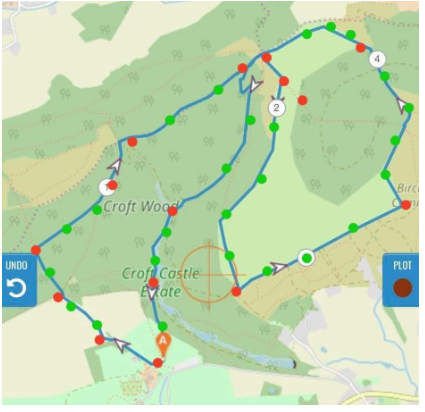 4
2
1
Croft Wood
UNDO
PLOT
Croft Castle
Estate
A